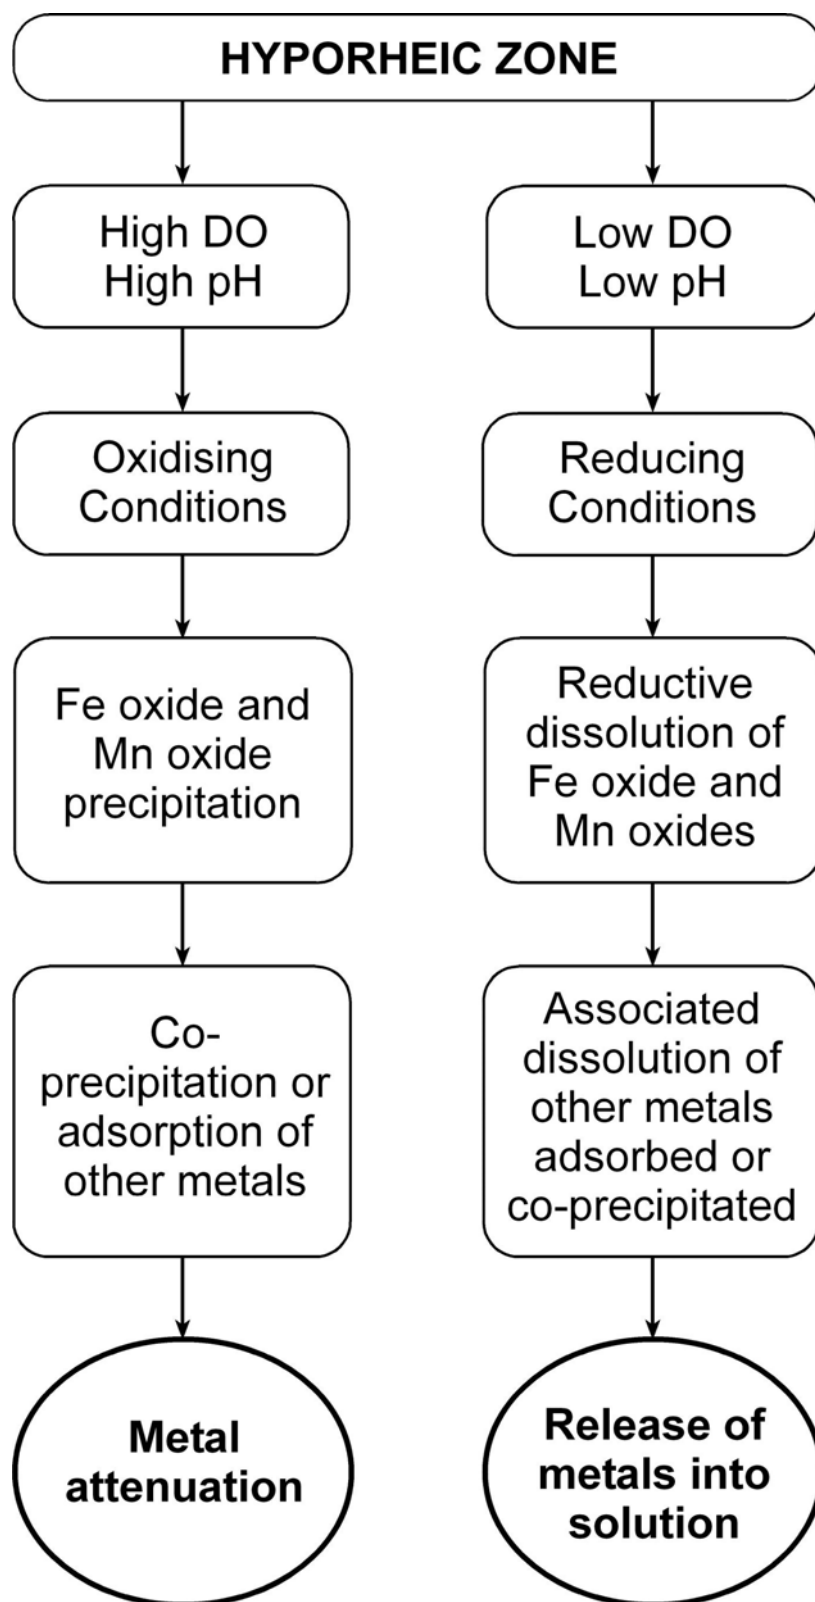 HYPORHEIC ZONE
High DO
High pH
Low DO
Low pH
Oxidising
Conditions
Reducing
Conditions
Fe oxide and
Mn oxide
precipitation
Reductive
dissolution of
Fe oxide and
Mn oxides
Co-
precipitation or
adsorption of
other metals
Associated
dissolution of
other metals
adsorbed or
co-precipitated
Metal
attenuation
Release of
metals into
solution